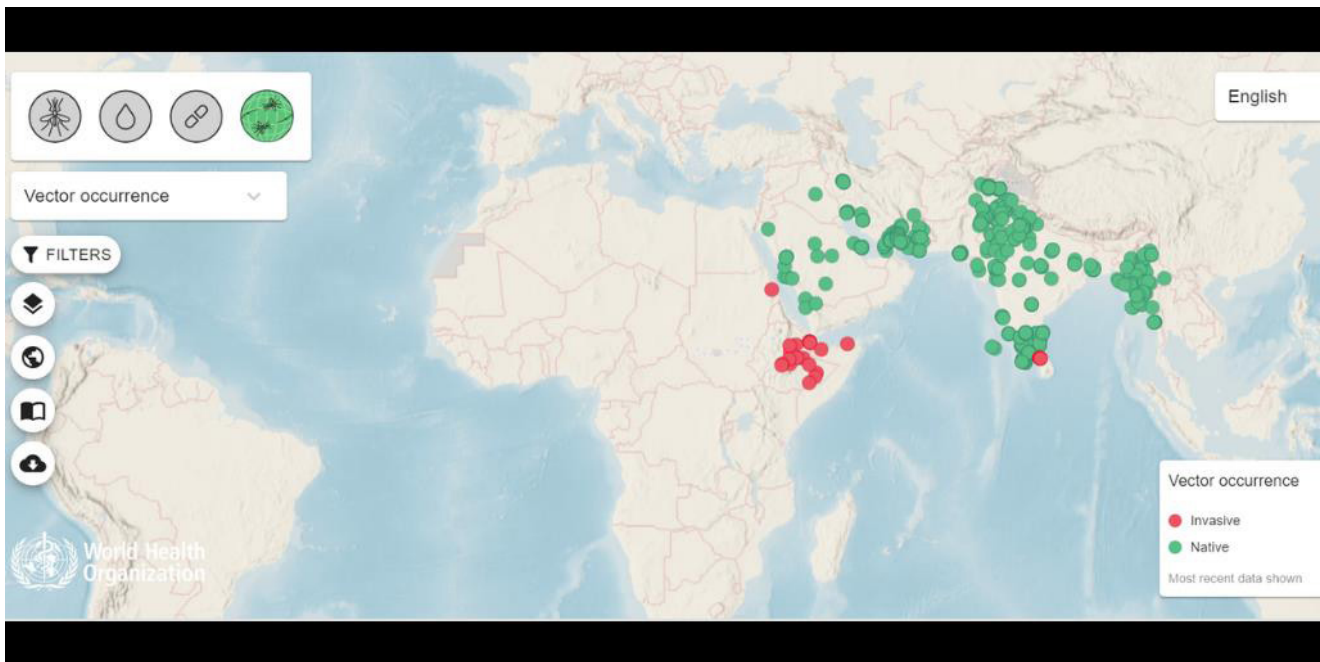 English
Vector occurrence
FILTERS
World Health
Organization
Vector occurrence
Invasive
Native
Most recent data shown